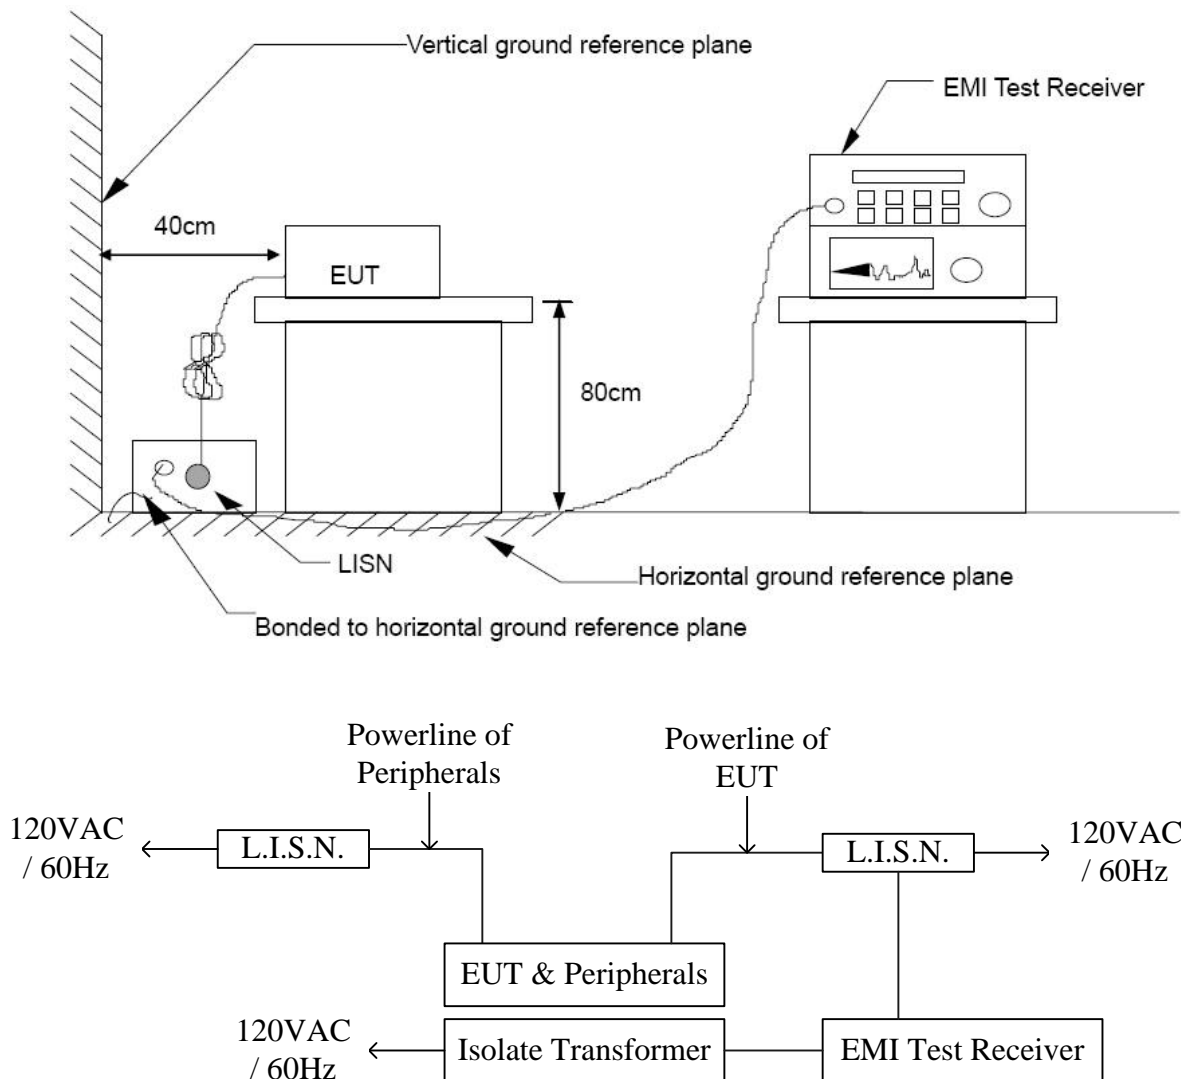 Vertical ground reference plane
EMI Test Receiver
40cm
EUT
80cm
LISN
Horizontal ground reference plane
Bonded to horizontal ground reference plane
Powerline of
Peripherals
Powerline of
EUT
120VAC
/ 60Hz
L.I.S.N.
L.I.S.N.
120VAC
/ 60Hz
EUT & Peripherals
120VAC
/ 60Hz
Isolate Transformer
EMI Test Receiver